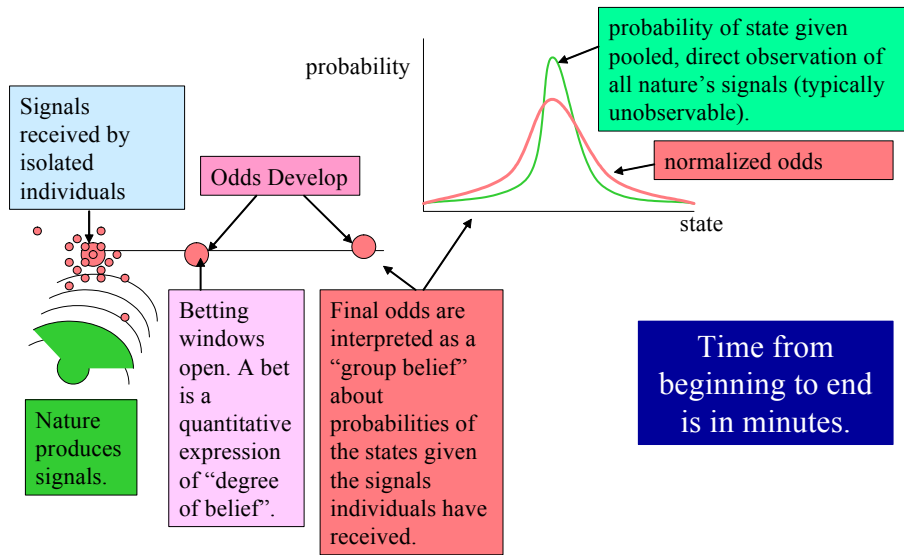 probability of state given
pooled, direct observation of
all nature's signals (typically
unobservable).
probability
Signals
received by
isolated
individuals
Odds Develop
normalized odds
state
Betting
windows
open. A bet
is a
quantitative
expression
of “degree
of belief”.
Final odds are
interpreted as a
“group belief”
about
probabilities of
the states given
the signals
individuals have
received.
Time from
beginning to end
is in minutes.
Nature
produces
signals.